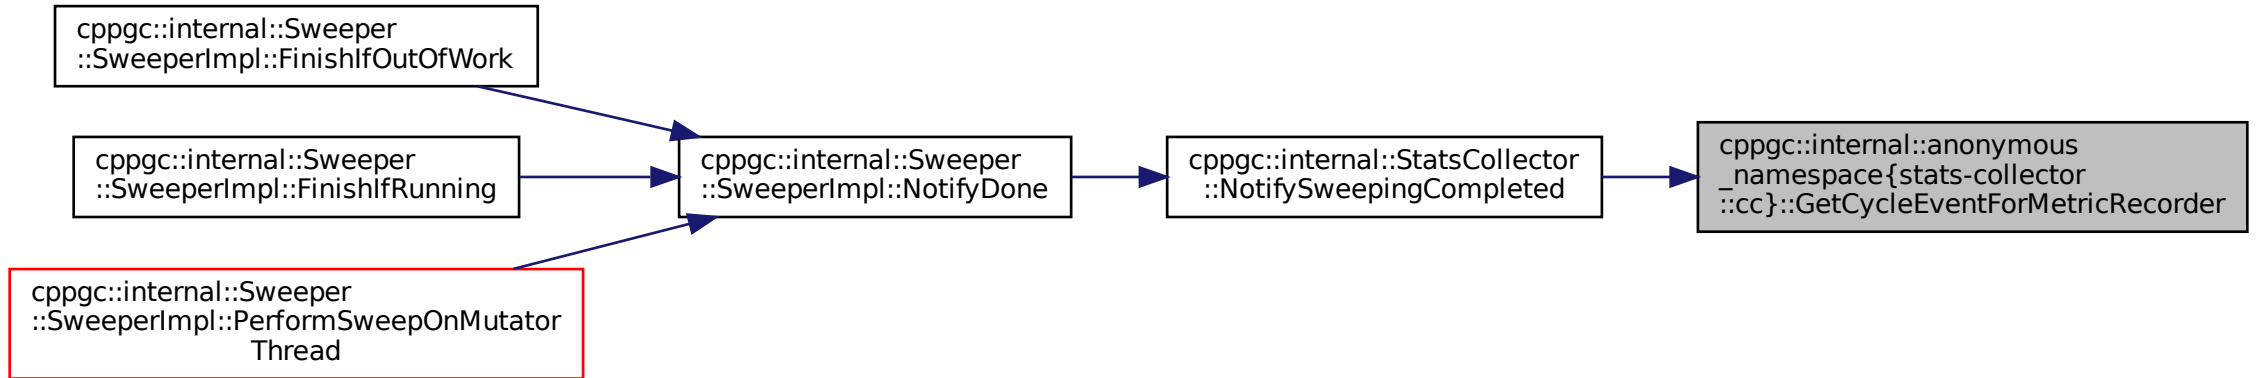 cppgc::internal::Sweeper
::SweeperImpl::FinishIfOutOfWork
cppgc::internal::Sweeper
::SweeperImpl::FinishIfRunning
cppgc::internal::Sweeper
::SweeperImpl::PerformSweepOnMutator
Thread
cppgc::internal::Sweeper
::SweeperImpl::NotifyDone
cppgc::internal::StatsCollector
::NotifySweepingCompleted
cppgc::internal::anonymous
_namespace{stats-collector
::cc}::GetCycleEventForMetricRecorder